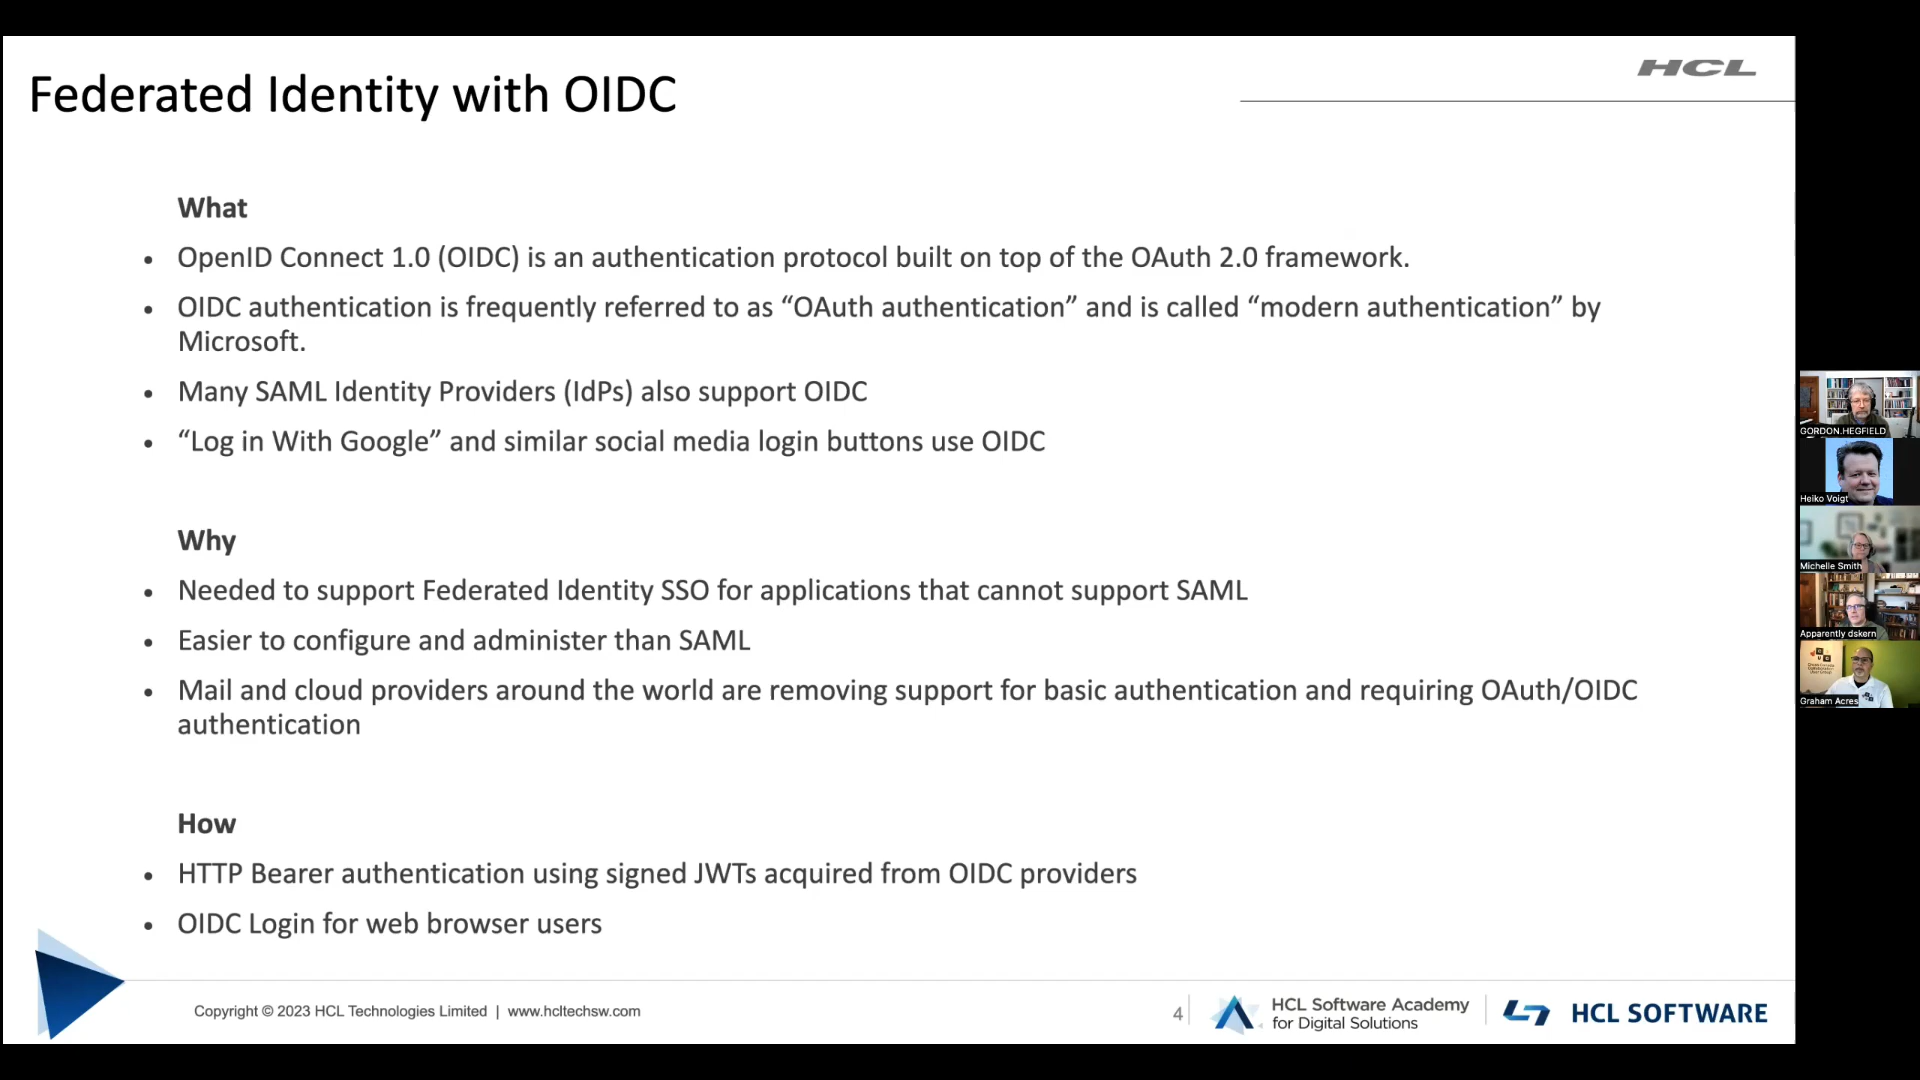 HCL
Federated Identity with OIDC
What
• OpenID Connect 1.0 (OIDC) is an authentication protocol built on top of the OAuth 2.0 framework.
• OIDC authentication is frequently referred to as “OAuth authentication” and is called “modern authentication” by
Microsoft.
• Many SAML Identity Providers (IdPs) also support OIDC
• “Log in With Google” and similar social media login buttons use OIDC
Why
• Needed to support Federated Identity SSO for applications that cannot support SAML
• Easier to configure and administer than SAML
• Mail and cloud providers around the world are removing support for basic authentication and requiring OAuth/OIDC
authentication
How
• HTTP Bearer authentication using signed JWTs acquired from OIDC providers
• OIDC Login for web browser users
Copyright © 2023 HCL Technologies Limited | www.hcltechsw.com
4
HCL Software Academy
for Digital Solutions
HCL SOFTWARE
GORDON.HEGFIELD
Heiko Voigt
Michelle Smith
Apparently dskern
Graham Acres